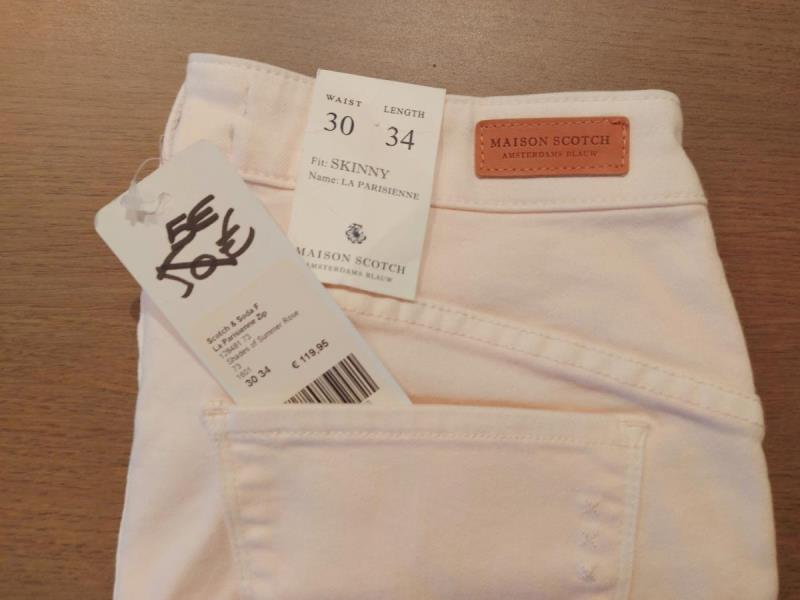 WAIST LENGTH
30 34
Fit: SKINNY
Name: LA PARISIENNE
MAISON SCOTCH
AMSTERDAMS BLAUW
MAISON SCOTCH
AMSTERDAMS BLAUW
Scotch & Soda F
La Parisienne Zip
Shades of Summer Rose
73
1601
30 34
€ 119,95